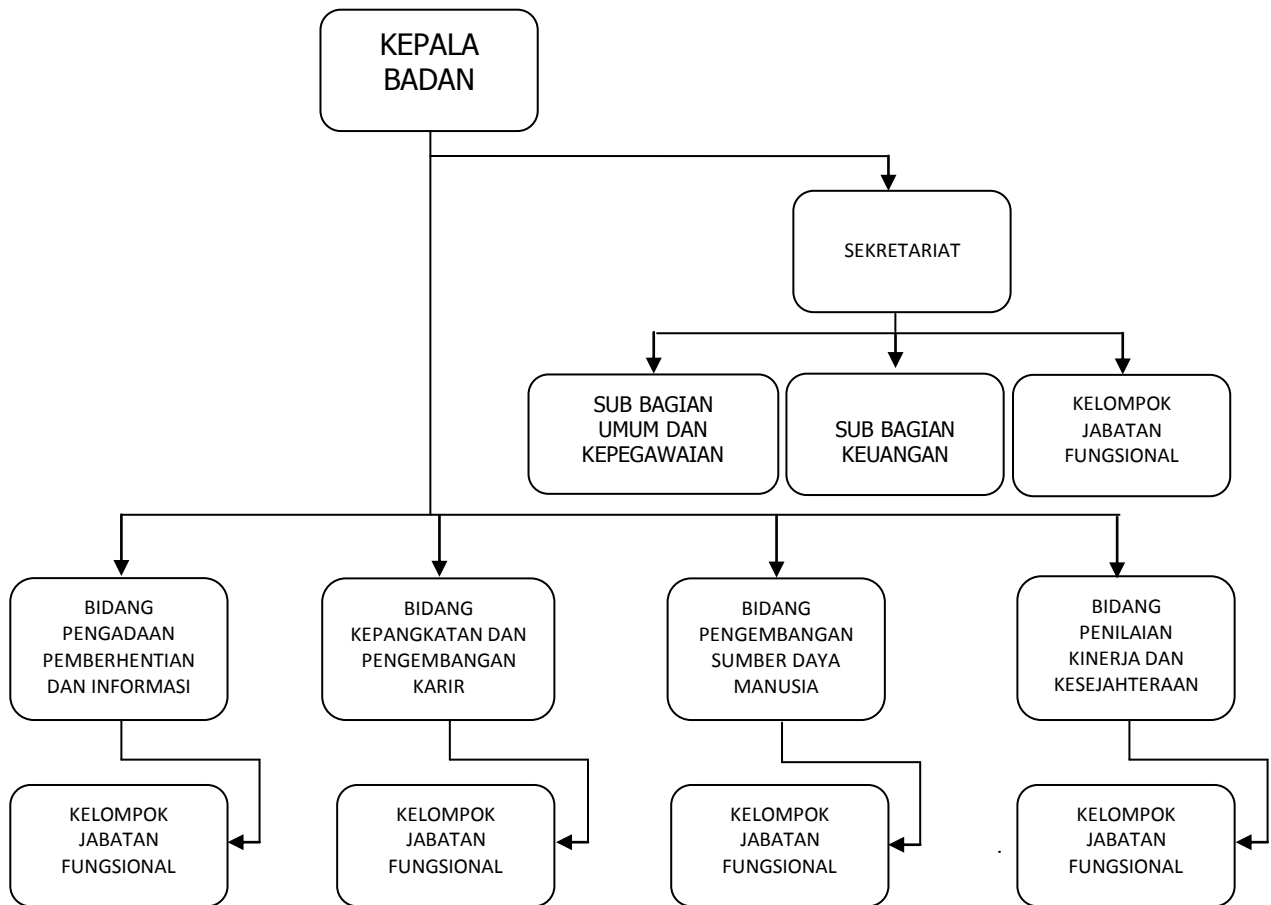 KEPALA
BADAN
SEKRETARIAT
SUB BAGIAN
UMUM DAN
KEPEGAWAIAN
SUB BAGIAN
KEUANGAN
KELOMPOK
JABATAN
FUNGSIONAL
BIDANG
PENGADAAN
PEMBERHENTIAN
DAN INFORMASI
BIDANG
KEPANGKATAN DAN
PENGEMBANGAN
KARIR
BIDANG
PENGEMBANGAN
SUMBER DAYA
MANUSIA
BIDANG
PENILAIAN
KINERJA DAN
KESEJAHTERAAN
KELOMPOK
JABATAN
FUNGSIONAL
KELOMPOK
JABATAN
FUNGSIONAL
KELOMPOK
JABATAN
FUNGSIONAL
.
KELOMPOK
JABATAN
FUNGSIONAL